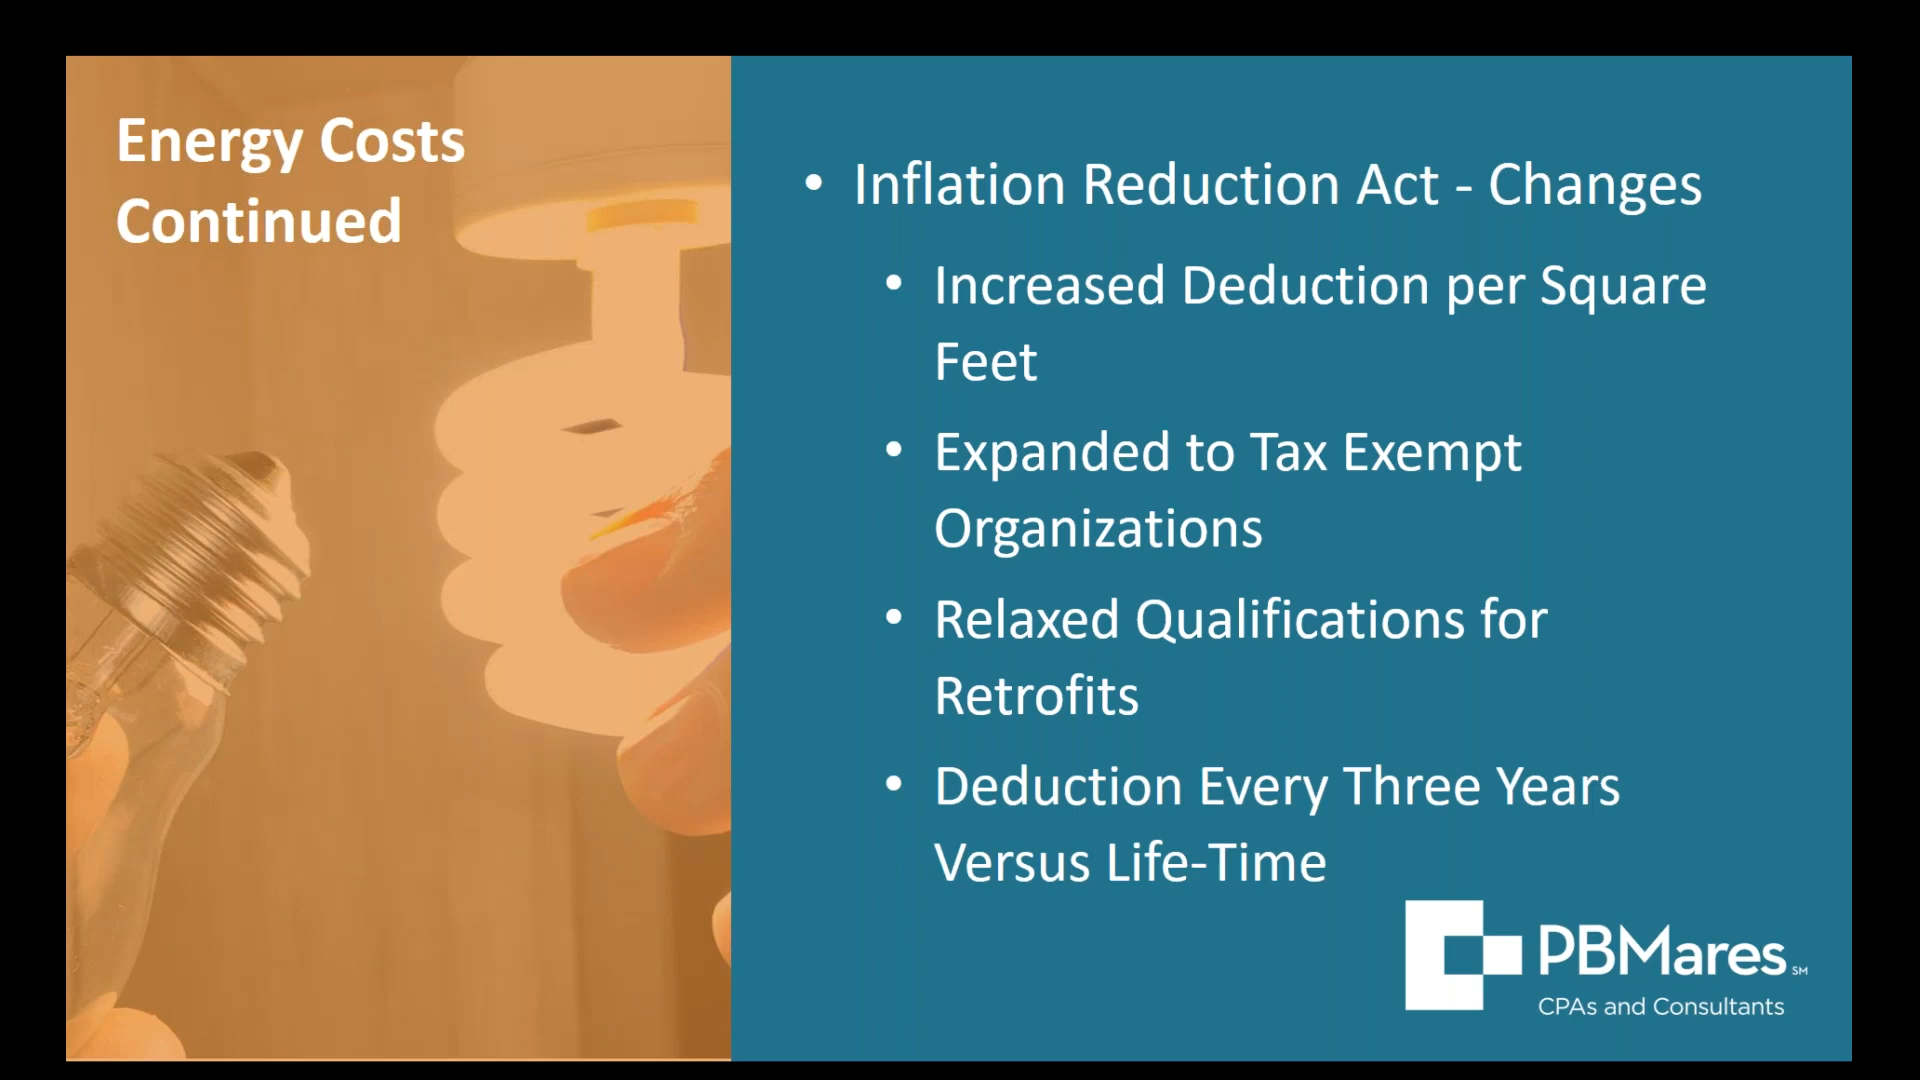 Energy Costs
Continued
• Inflation Reduction Act - Changes
• Increased Deduction per Square
Feet
• Expanded to Tax Exempt
Organizations
• Relaxed Qualifications for
Retrofits
• Deduction Every Three Years
Versus Life-Time
PBMares SM
CPAs and Consultants